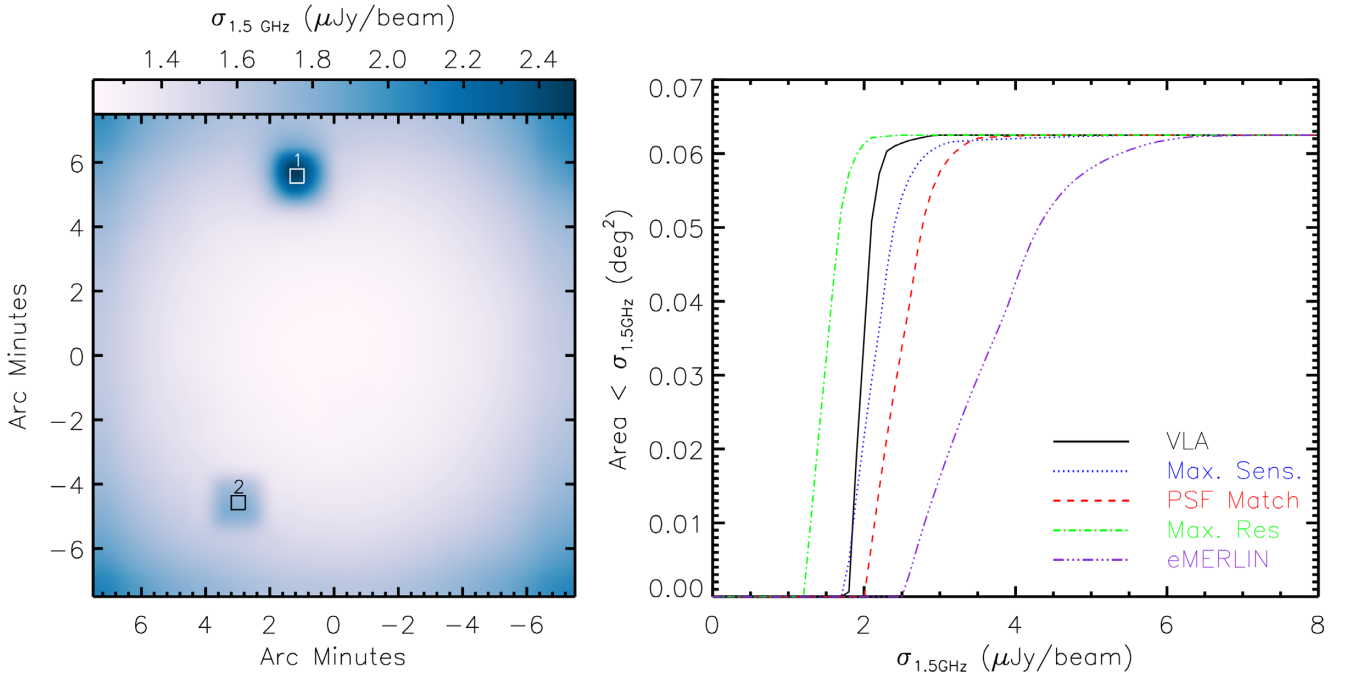 σ1.5 GHz (μJy/beam)
1.4 1.6 1.8 2.0 2.2 2.4
Arc Minutes
6
4
2
0
−2
−4
−6
1
2
6 4 2 0 −2 −4 −6
Arc Minutes
Area < σ1.5GHz (deg2)
0.07
0.06
0.05
0.04
0.03
0.02
0.01
0.00
VLA
Max. Sens.
PSF Match
Max. Res
eMERLIN
0 2 4 6 8
σ1.5GHz (μJy/beam)